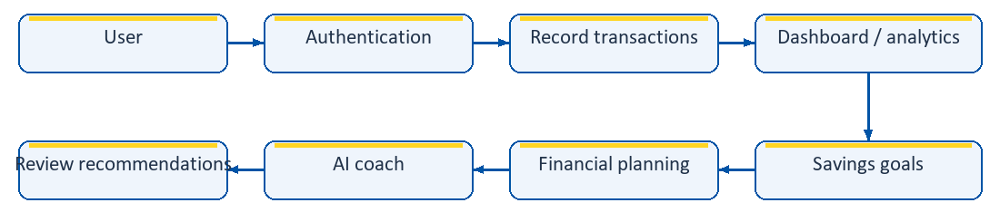 User
Authentication
Record transactions
Dashboard / analytics
Review recommendations
AI coach
Financial planning
Savings goals